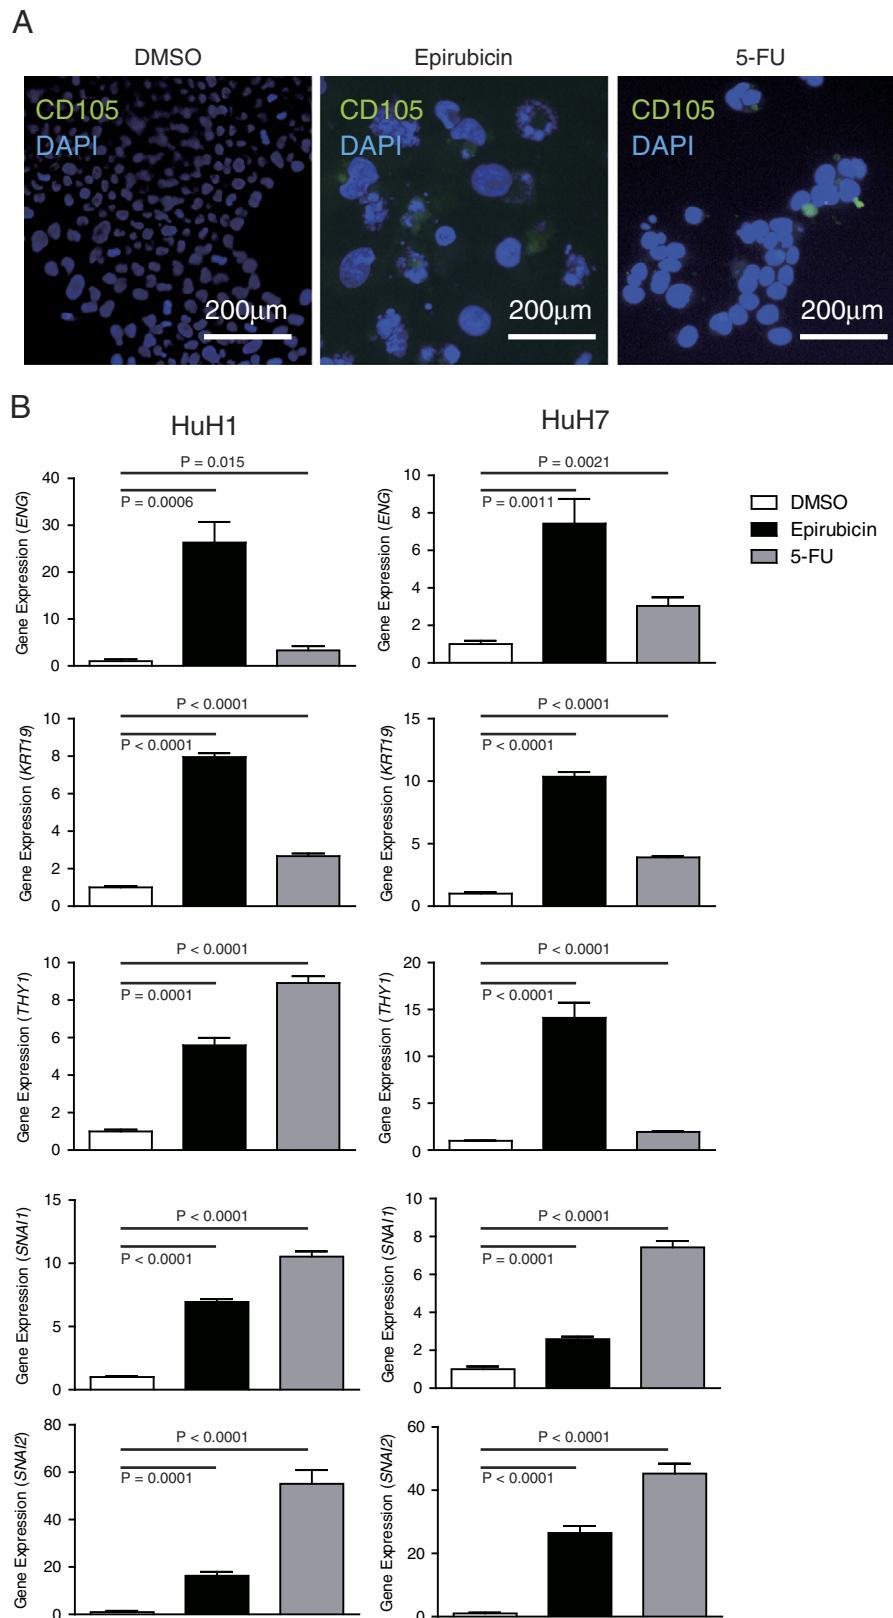 A
DMSO
Epirubicin
5-FU
CD105
DAPI
200μm
CD105
DAPI
200μm
CD105
DAPI
200μm
B
HuH1
HuH7
DMSO
Epirubicin
5-FU
Gene Expression (ENG)
40
30
20
10
0
P = 0.015
P = 0.0006
Gene Expression (ENG)
10
8
6
4
2
0
P = 0.0021
P = 0.0011
Gene Expression (KRT19)
10
8
6
4
2
0
P < 0.0001
P < 0.0001
Gene Expression (KRT19)
15
10
5
0
P < 0.0001
P < 0.0001
Gene Expression (THY1)
10
8
6
4
2
0
P < 0.0001
P = 0.0001
Gene Expression (THY1)
20
15
10
5
0
P < 0.0001
P < 0.0001
Gene Expression (SNAI1)
15
10
5
0
P < 0.0001
P < 0.0001
Gene Expression (SNAI1)
10
8
6
4
2
0
P < 0.0001
P = 0.0001
Gene Expression (SNAI2)
80
60
40
20
0
P < 0.0001
P = 0.0001
Gene Expression (SNAI2)
60
40
20
0
P < 0.0001
P < 0.0001